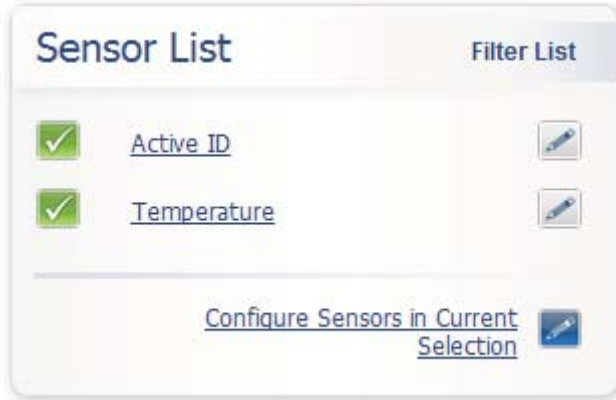 Sensor List
Filter List
Active ID
Temperature
Configure Sensors in Current
Selection